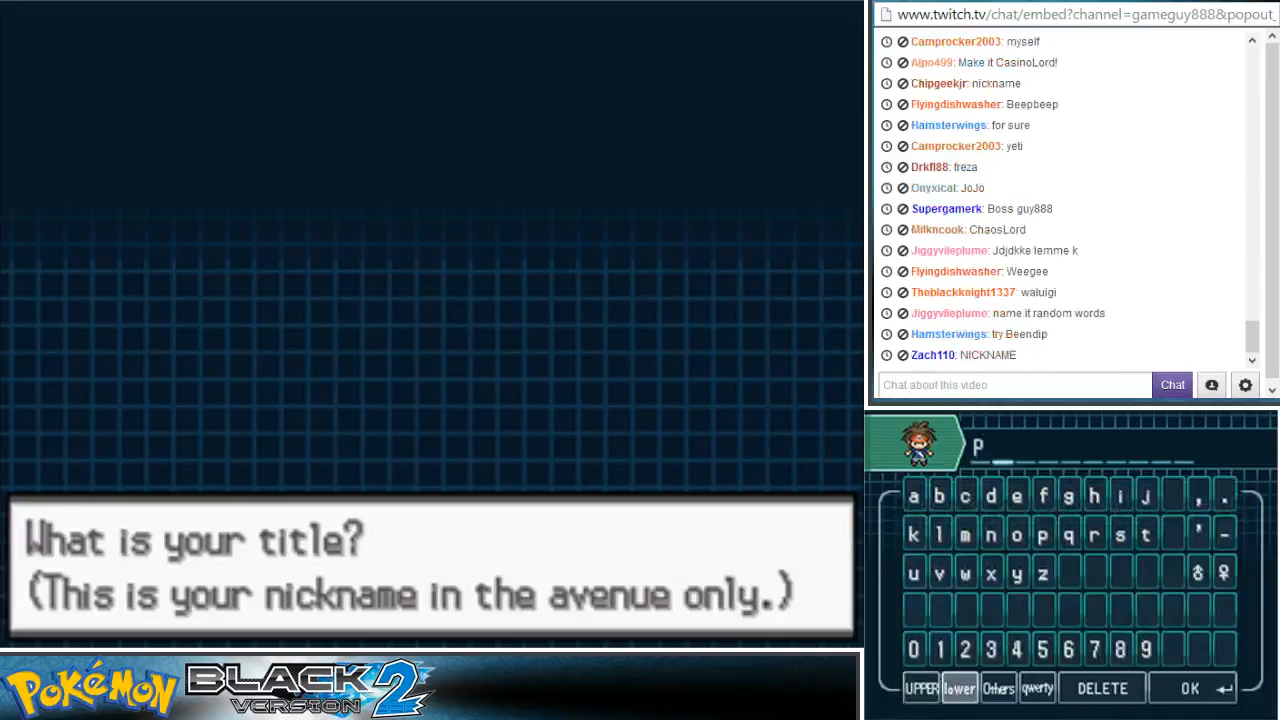 www.twitch.tv/chat/embed?channel=gameguy888&popout_
Camprocker2003: myself
Aipo499: Make it CasinoLord!
Chipgeekjr: nickname
Flyingdishwasher: Beepbeep
Hamsterwings: for sure
Camprocker2003: yeti
Drkfl88: freza
Onyxical: JoJo
Supergamerk: Boss guy888
Milkncook: ChaosLord
Jiggyvileplume: Jdjdkke lemme k
Flyingdishwasher: Weegee
Theblackknight1337: waluigi
Jiggyvileplume: name it random words
Hamsterwings: try Beendip
Zach110: NICKNAME
Chat about this video
Chat
p
a b c d e f g h i j , .
k l m n o p q r s t ' -
u v w x y z ♂ ♀
0 1 2 3 4 5 6 7 8 9
UPPER lower Others qwerty DELETE OK
What is your title?
(This is your nickname in the avenue only.)
POKéMON
BLACK 2
VERSION